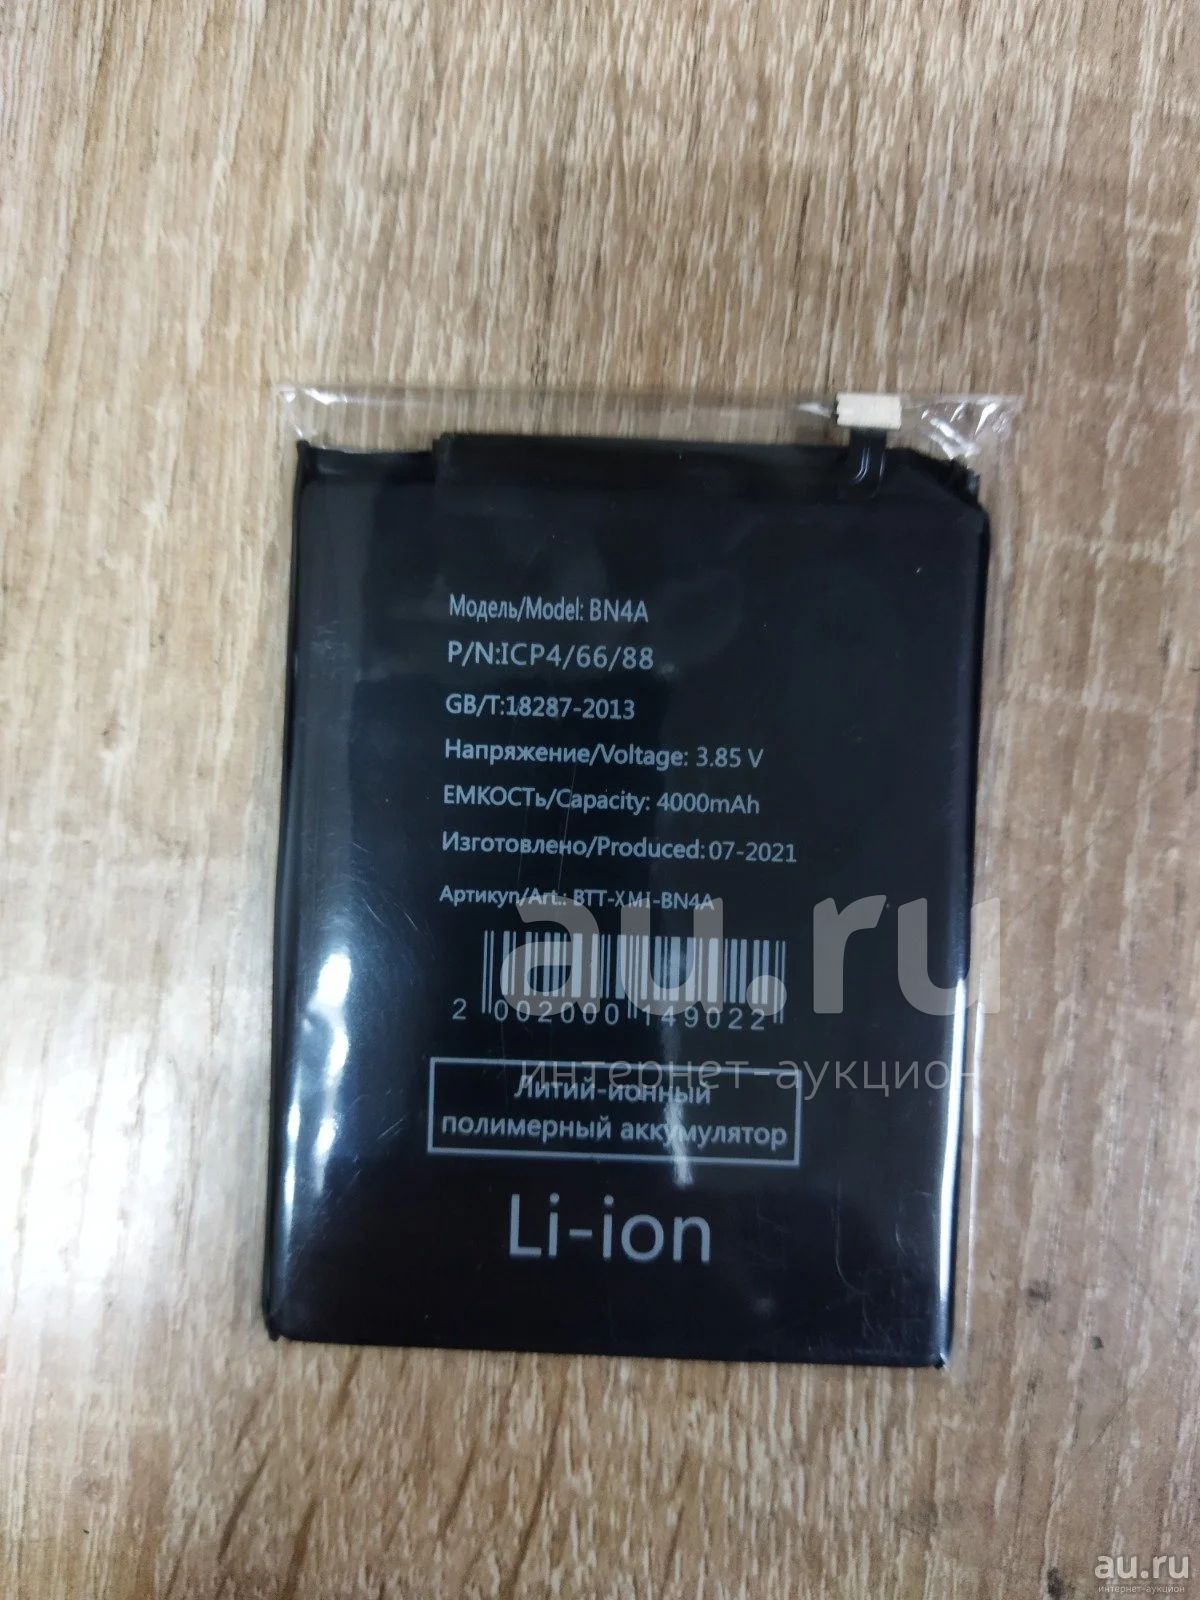 Модель/Model: BN4A
P/N:ICP4/66/88
GB/T:18287-2013
Напряжение/Voltage: 3.85 V
ЕМКОСТь/Capacity: 4000mAh
Изготовлено/Produced: 07-2021
Артикул/Art.: BTT-XMI-BN4A
au.ru
2 002000 149022
интернет-аукцион
Литий-ионный
полимерный аккумулятор
Li-ion
au.ru
интернет-аукцион